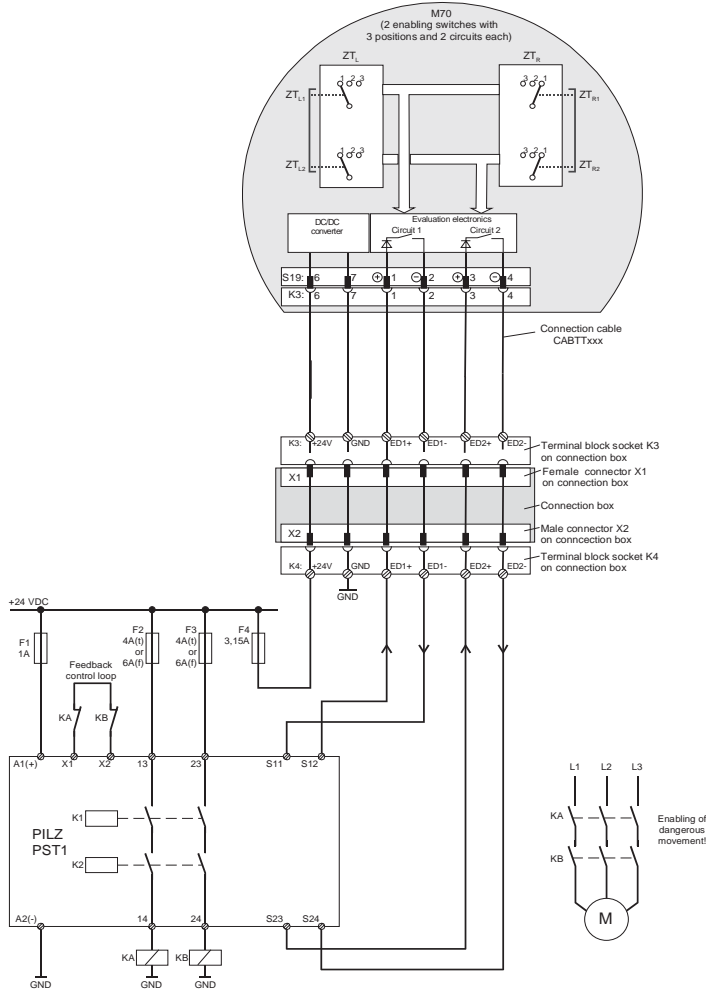 M70
(2 enabling switches with
3 positions and 2 circuits each)
ZTL ZTR
1 2 3 3 2 1
ZTL1 ZTR1
1 2 3 3 2 1
ZTL2 ZTR2
DC/DC
converter
Evaluation electronics
Circuit 1 Circuit 2
S19: 6 7 + 1 - 2 + 3 - 4
K3: 6 7 1 2 3 4
Connection cable
CABTTxxx
K3: +24V GND ED1+ ED1- ED2+ ED2-
Terminal block socket K3
on connection box
X1
Female connector X1
on connection box
Connection box
X2
Male connector X2
on conncection box
K4: +24V GND ED1+ ED1- ED2+ ED2-
Terminal block socket K4
on connection box
GND
+24 VDC
F1
1A
F2
4A(t)
or
6A(f)
F3
4A(t)
or
6A(f)
F4
3,15A
Feedback
control loop
KA KB
A1(+) X1 X2 13 23 S11 S12
K1
PILZ
PST1
K2
A2(-) 14 24 S23 S24
KA KB
GND GND GND
L1 L2 L3
KA
KB
Enabling of
dangerous
movement!
M